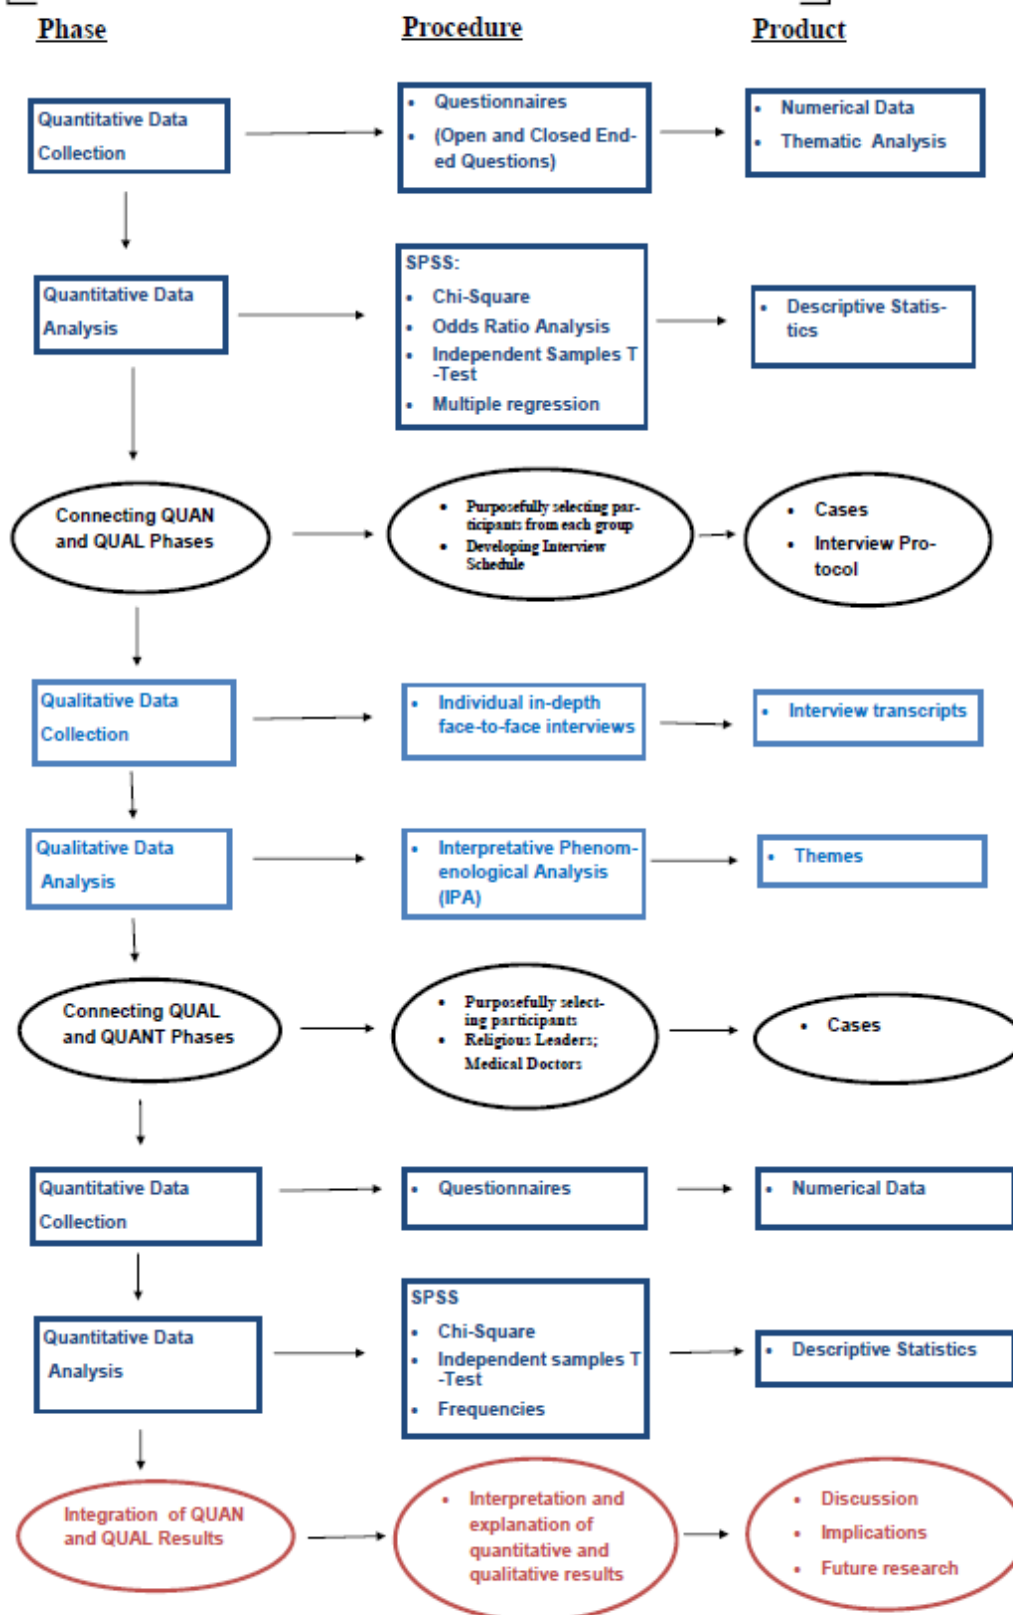 Phase
Procedure
Product
Quantitative Data
Collection
• Questionnaires
• (Open and Closed End-
ed Questions)
• Numerical Data
• Thematic Analysis
Quantitative Data
Analysis
SPSS:
• Chi-Square
• Odds Ratio Analysis
• Independent Samples T
-Test
• Multiple regression
• Descriptive Statis-
tics
Connecting QUAN
and QUAL Phases
• Purposefully selecting par-
ticipants from each group
• Developing Interview
Schedule
• Cases
• Interview Pro-
tocol
Qualitative Data
Collection
• Individual in-depth
face-to-face interviews
• Interview transcripts
Qualitative Data
Analysis
• Interpretative Phenom-
enological Analysis
(IPA)
• Themes
Connecting QUAL
and QUANT Phases
• Purposefully select-
ing participants
• Religious Leaders;
Medical Doctors
• Cases
Quantitative Data
Collection
• Questionnaires
• Numerical Data
Quantitative Data
Analysis
SPSS
• Chi-Square
• Independent samples T
-Test
• Frequencies
• Descriptive Statistics
Integration of QUAN
and QUAL Results
• Interpretation and
explanation of
quantitative and
qualitative results
• Discussion
• Implications
• Future research